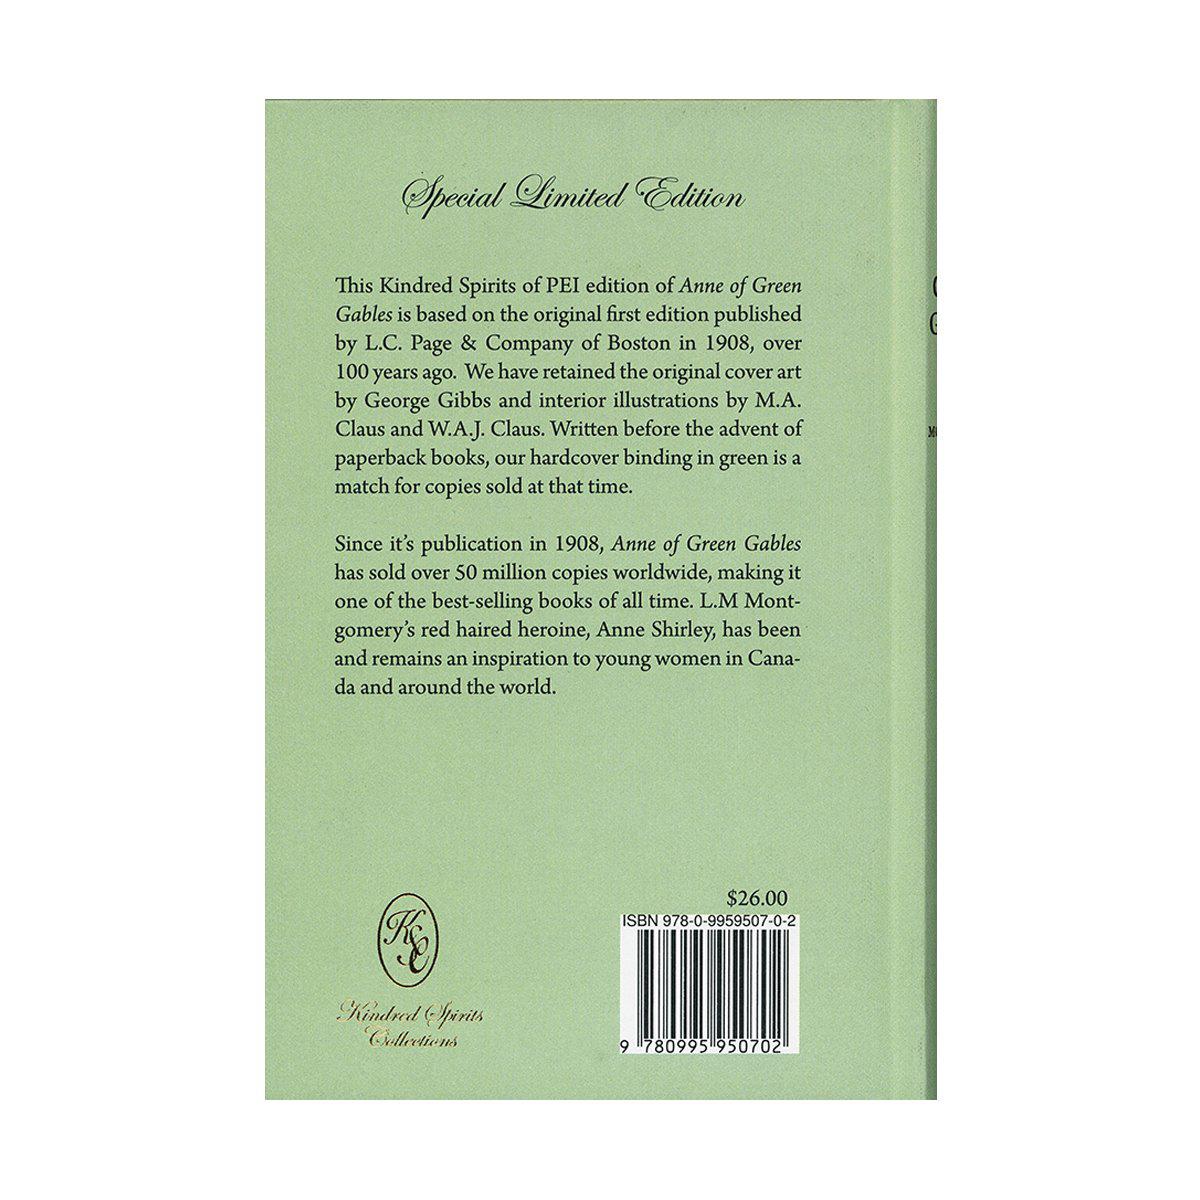 Special Limited Edition
This Kindred Spirits of PEI edition of Anne of Green
Gables is based on the original first edition published
by L.C. Page & Company of Boston in 1908, over
100 years ago. We have retained the original cover art
by George Gibbs and interior illustrations by M.A.
Claus and W.A.J. Claus. Written before the advent of
paperback books, our hardcover binding in green is a
match for copies sold at that time.
Since it's publication in 1908, Anne of Green Gables
has sold over 50 million copies worldwide, making it
one of the best-selling books of all time. L.M Mont-
gomery's red haired heroine, Anne Shirley, has been
and remains an inspiration to young women in Cana-
da and around the world.
$26.00
ISBN 978-0-9959507-0-2
9 780995 950702
KSC
Kindred Spirits
Collections